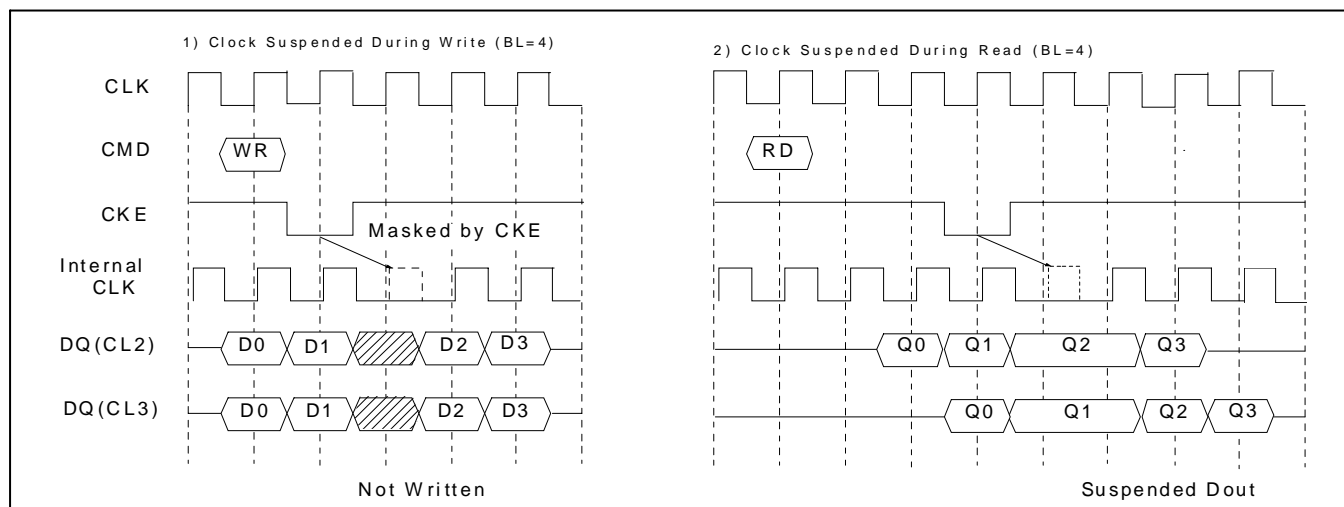 1) Clock Suspended During Write (BL=4)
2) Clock Suspended During Read (BL=4)
CLK
CMD
WR
RD
CKE
Masked by CKE
Internal
CLK
DQ(CL2)
D0
D1
D2
D3
Q0
Q1
Q2
Q3
DQ(CL3)
D0
D1
D2
D3
Q0
Q1
Q2
Q3
Not Written
Suspended Dout